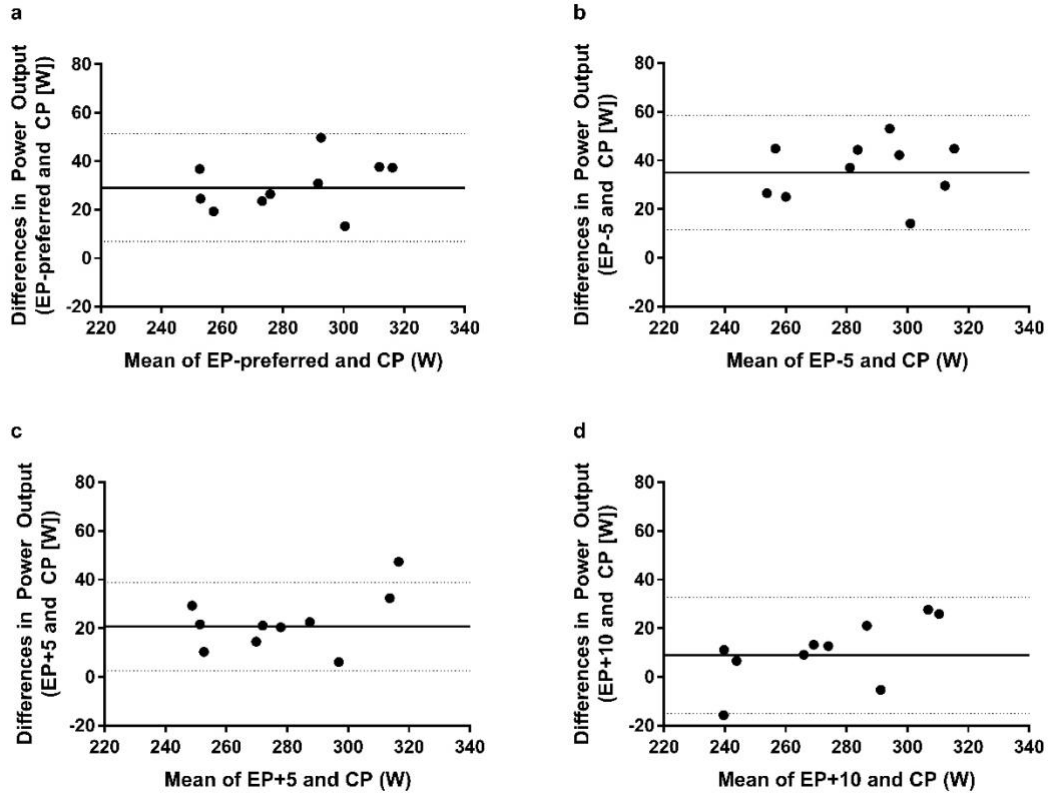 a
Differences in Power Output
(EP-preferred and CP [W])
80
60
40
20
0
-20
220 240 260 280 300 320 340
Mean of EP-preferred and CP (W)
b
Differences in Power Output
(EP-5 and CP [W])
80
60
40
20
0
-20
220 240 260 280 300 320 340
Mean of EP-5 and CP (W)
c
Differences in Power Output
(EP+5 and CP [W])
80
60
40
20
0
-20
220 240 260 280 300 320 340
Mean of EP+5 and CP (W)
d
Differences in Power Output
(EP+10 and CP [W])
80
60
40
20
0
-20
220 240 260 280 300 320 340
Mean of EP+10 and CP (W)